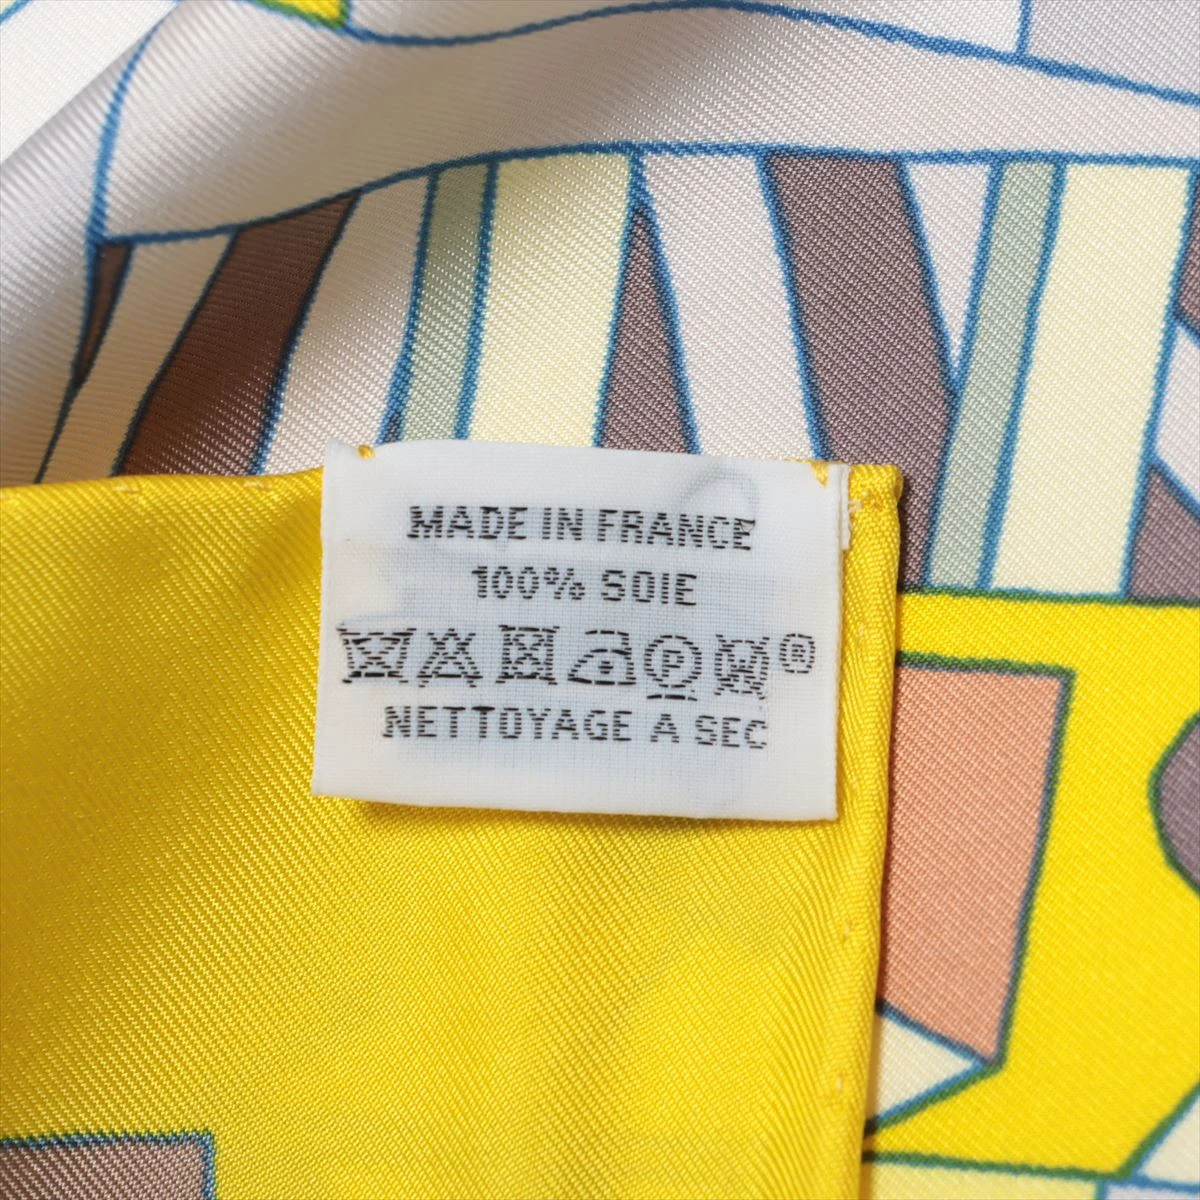 MADE IN FRANCE
100% SOIE
P W ®
NETTOYAGE A SEC